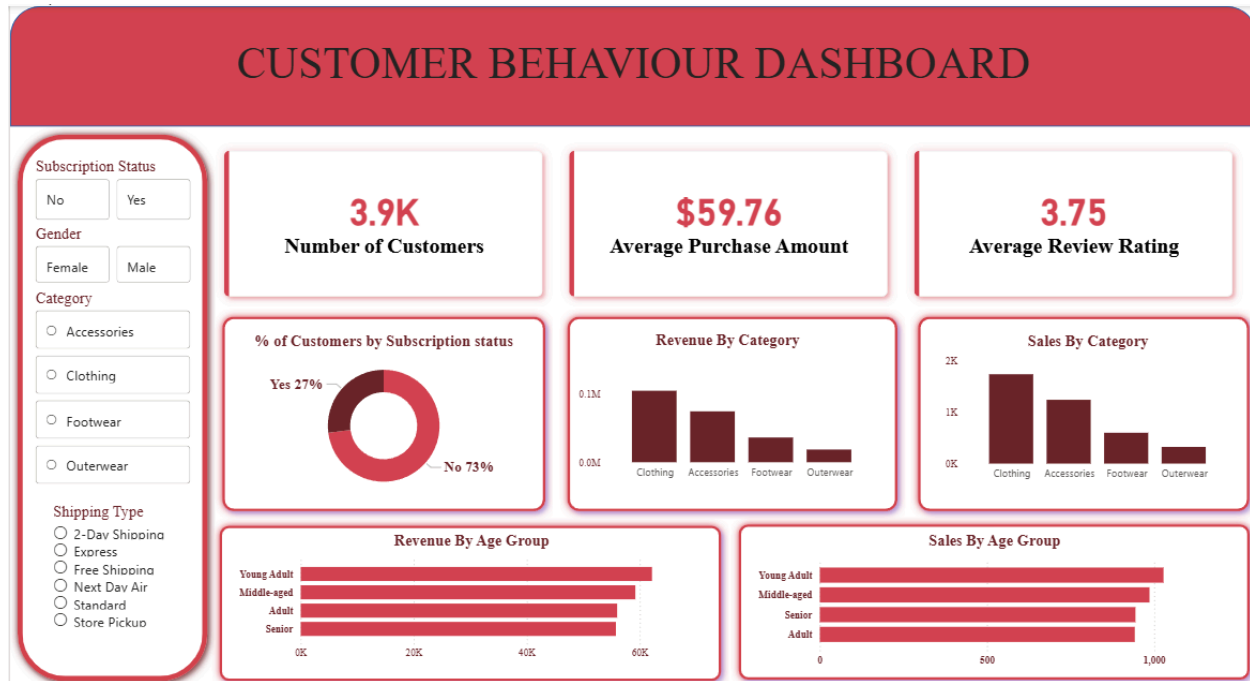 CUSTOMER BEHAVIOUR DASHBOARD
Subscription Status
No
Yes
Gender
Female
Male
Category
Accessories
Clothing
Footwear
Outerwear
Shipping Type
2-Day Shipping
Express
Free Shipping
Next Day Air
Standard
Store Pickup
3.9K
Number of Customers
$59.76
Average Purchase Amount
3.75
Average Review Rating
% of Customers by Subscription status
Yes 27%
No 73%
Revenue By Category
0.1M
0.0M
Clothing
Accessories
Footwear
Outerwear
Sales By Category
2K
1K
0K
Clothing
Accessories
Footwear
Outerwear
Revenue By Age Group
Young Adult
Middle-aged
Adult
Senior
0K
20K
40K
60K
Sales By Age Group
Young Adult
Middle-aged
Senior
Adult
0
500
1,000